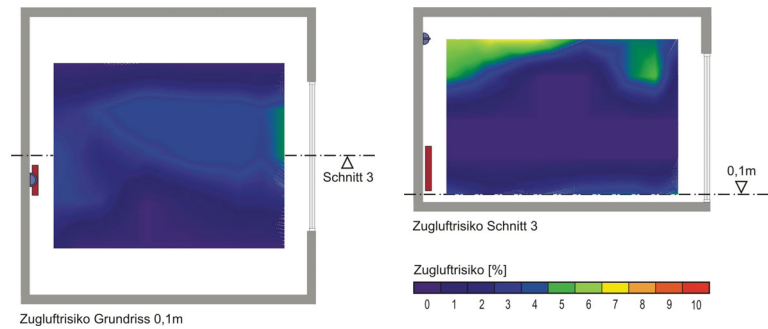 Schnitt 3
0,1m
Zugluftrisiko Schnitt 3
Zugluftrisiko [%]
0 1 2 3 4 5 6 7 8 9 10
Zugluftrisiko Grundriss 0,1m